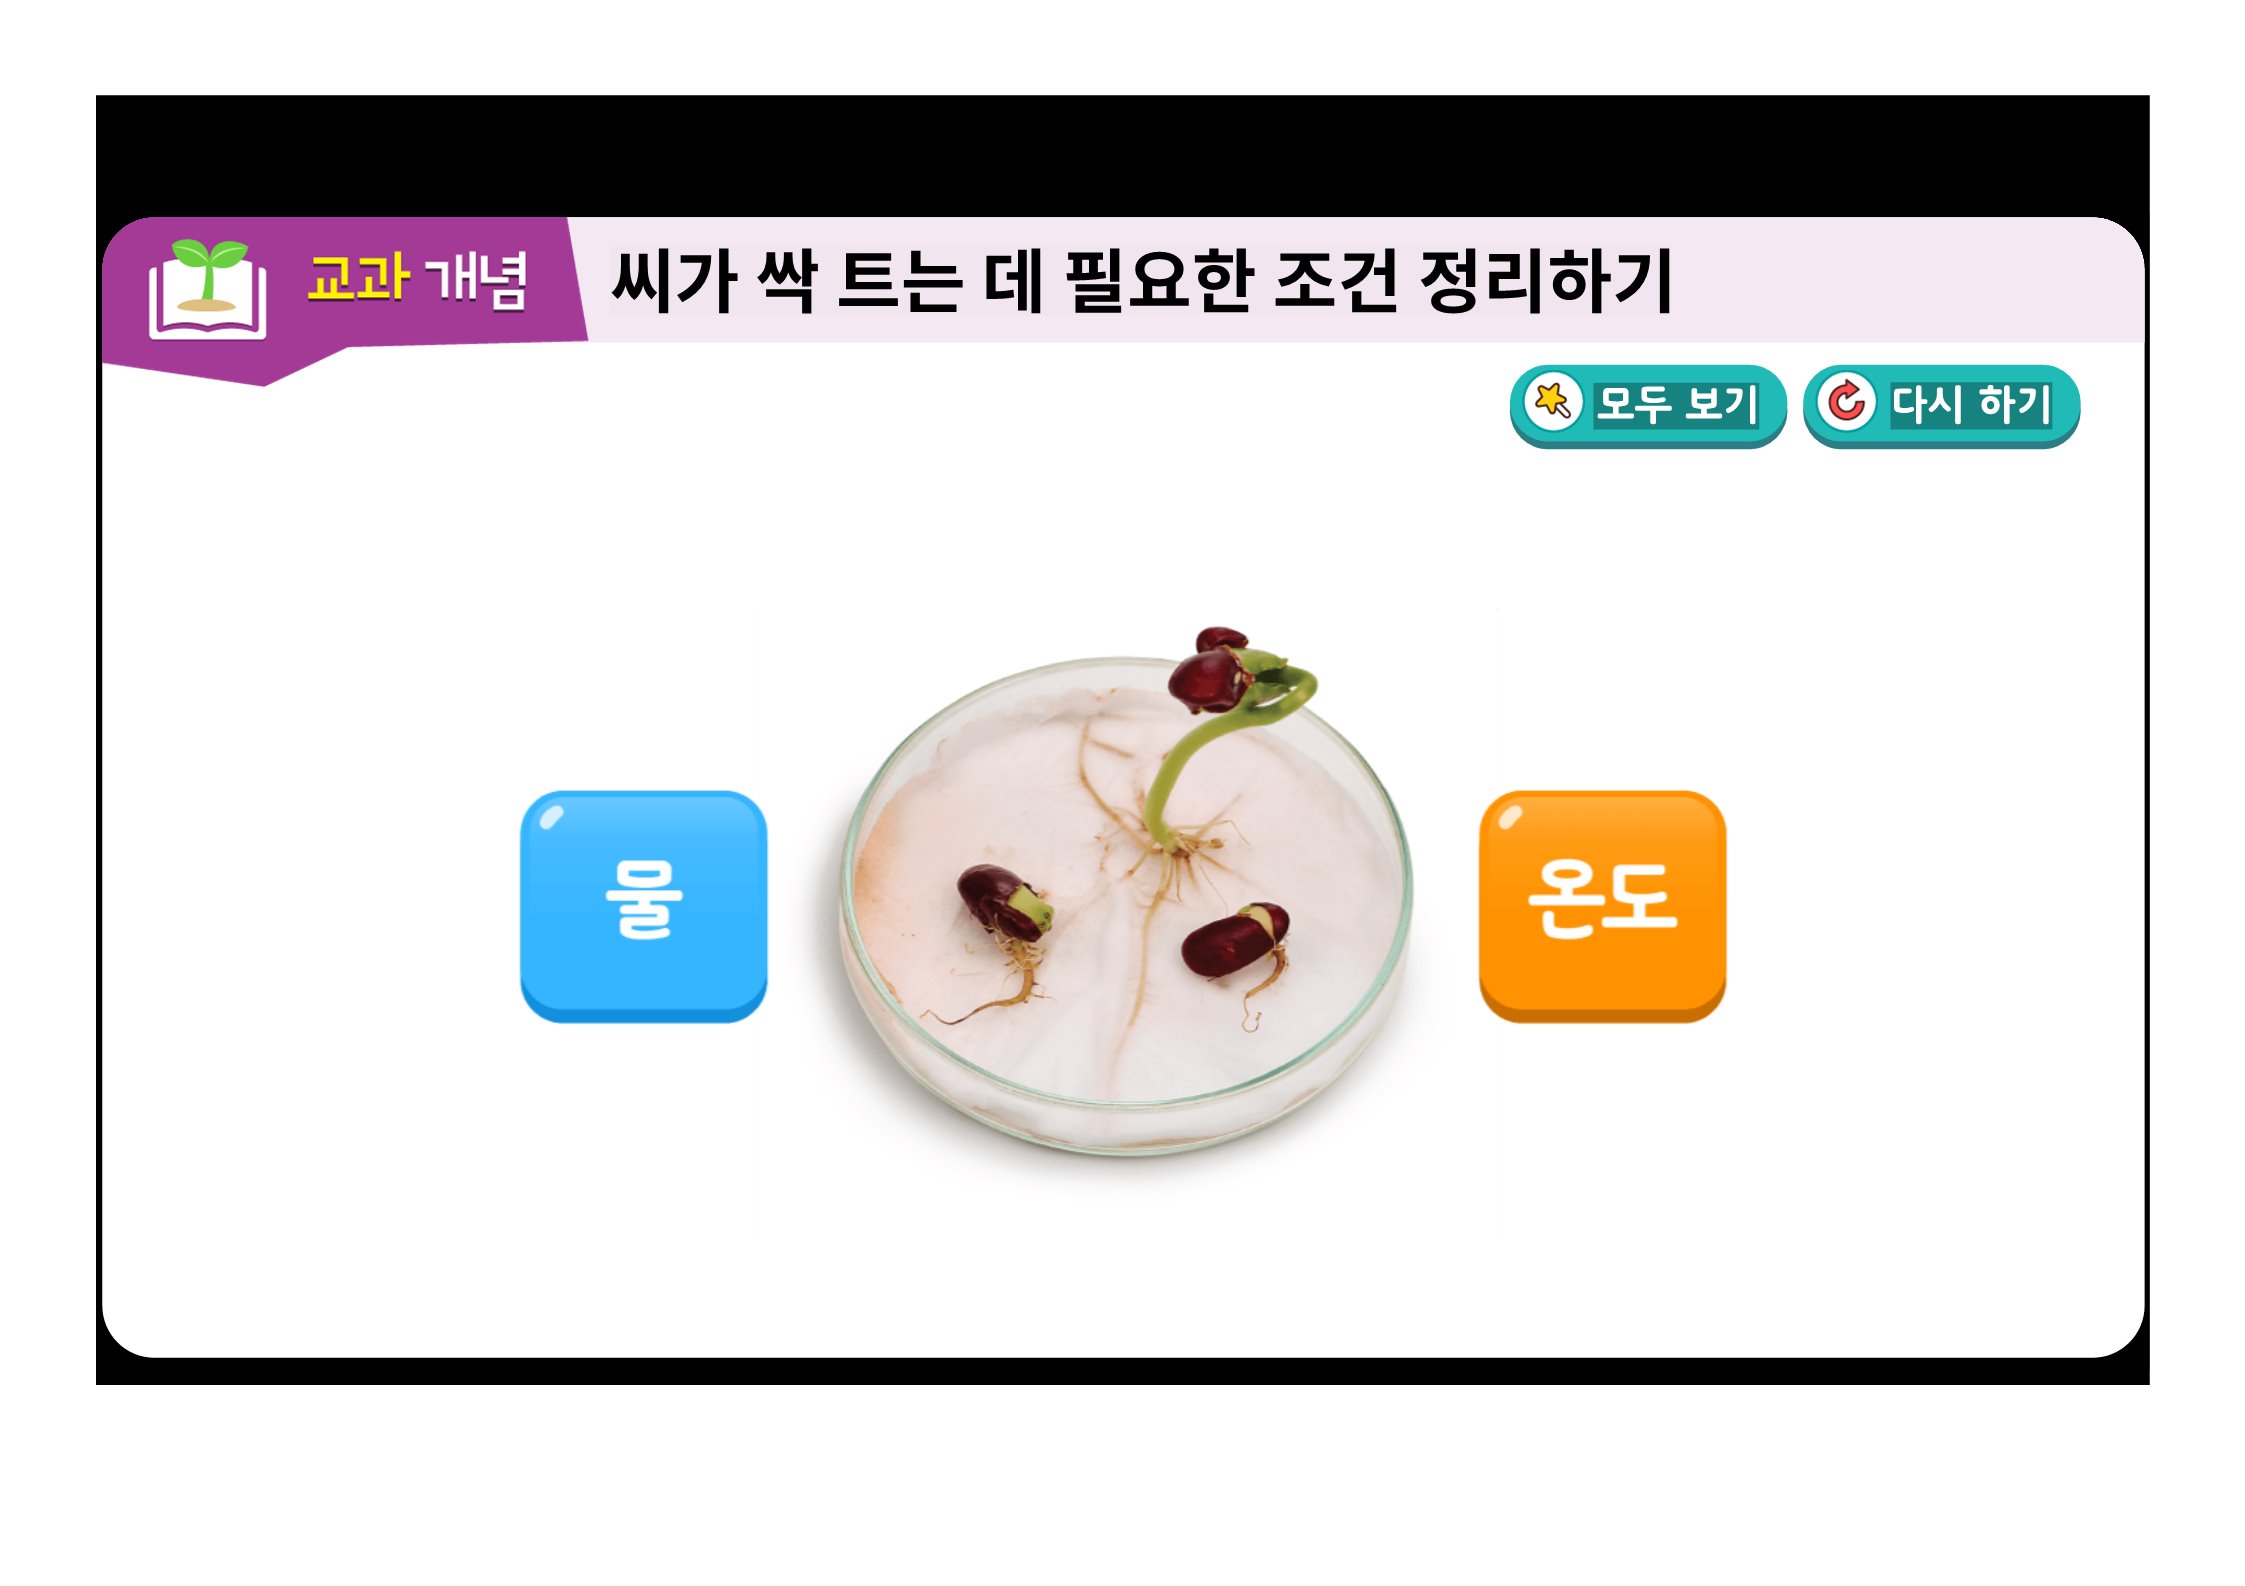 교과 개념
씨가 싹 트는 데 필요한 조건 정리하기
모두 보기
다시 하기
물
온도